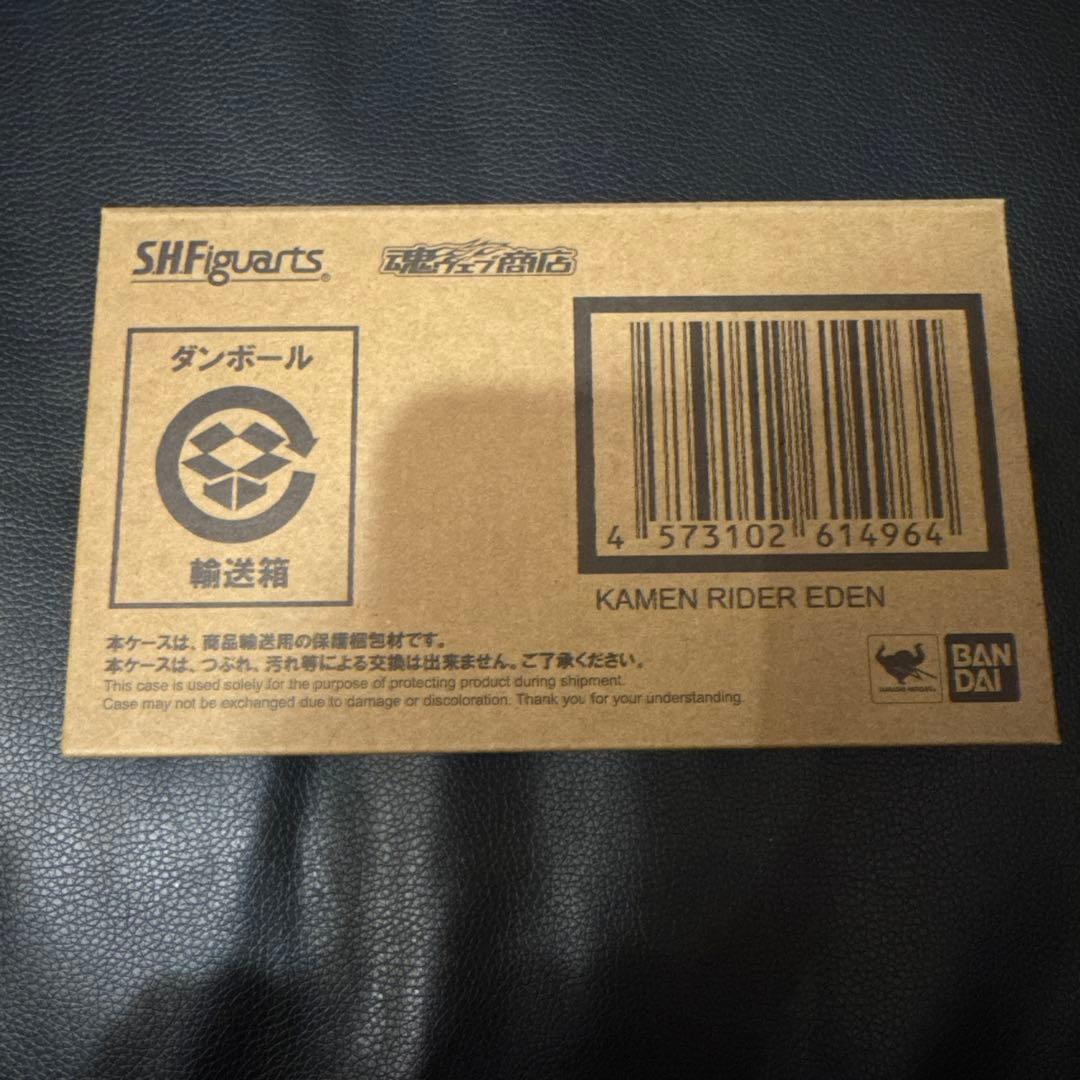 S.H.Figuarts®
魂ウェブ商店
ダンボール
輸送箱
4 573102 614964
KAMEN RIDER EDEN
本ケースは、商品輸送用の保護梱包材です。
本ケースは、つぶれ、汚れ等による交換は出来ません。ご了承ください。
This case is used solely for the purpose of protecting product during shipment.
Case may not be exchanged due to damage or discoloration. Thank you for your understanding.
BAN
DAI